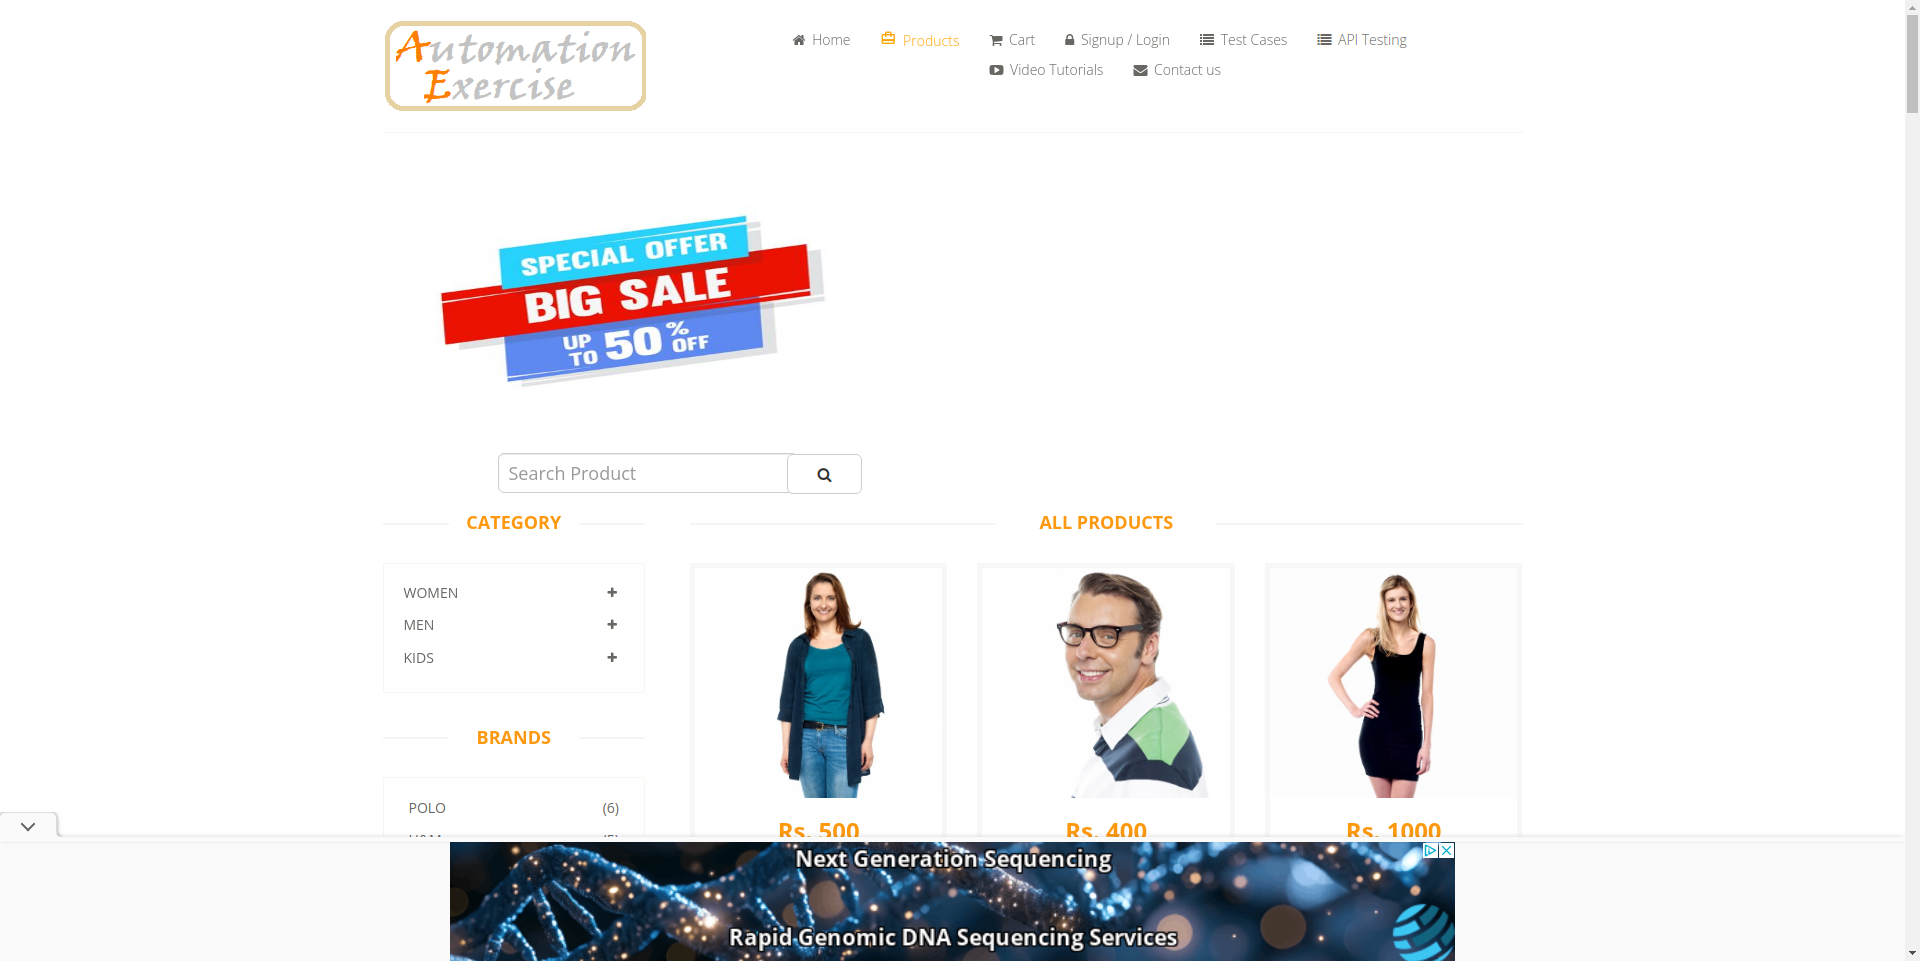 Automation
Exercise
Home
Products
Cart
Signup / Login
Test Cases
API Testing
Video Tutorials
Contact us
SPECIAL OFFER
BIG SALE
UP TO 50% OFF
Search Product
CATEGORY
ALL PRODUCTS
WOMEN
MEN
KIDS
BRANDS
POLO (6)
Rs. 500
Rs. 400
Rs. 1000
Next Generation Sequencing
Rapid Genomic DNA Sequencing Services